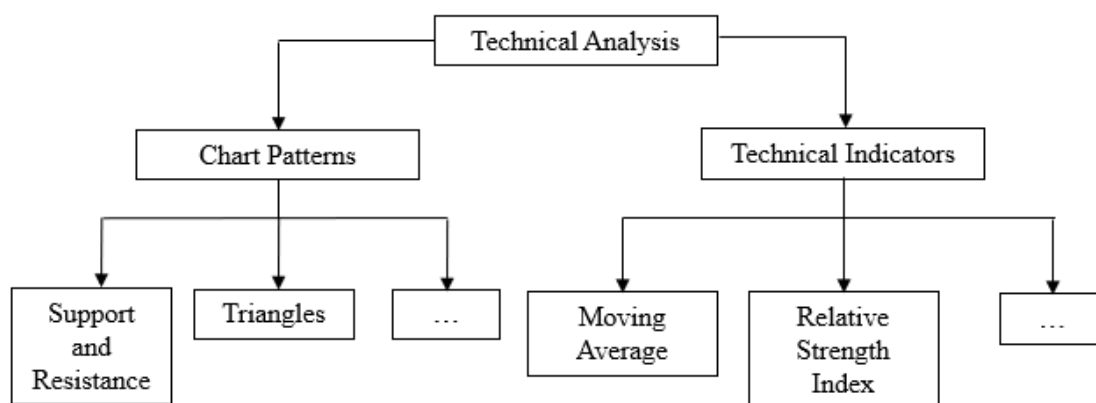 Technical Analysis
Chart Patterns
Technical Indicators
Support
and
Resistance
Triangles
…
Moving
Average
Relative
Strength
Index
…